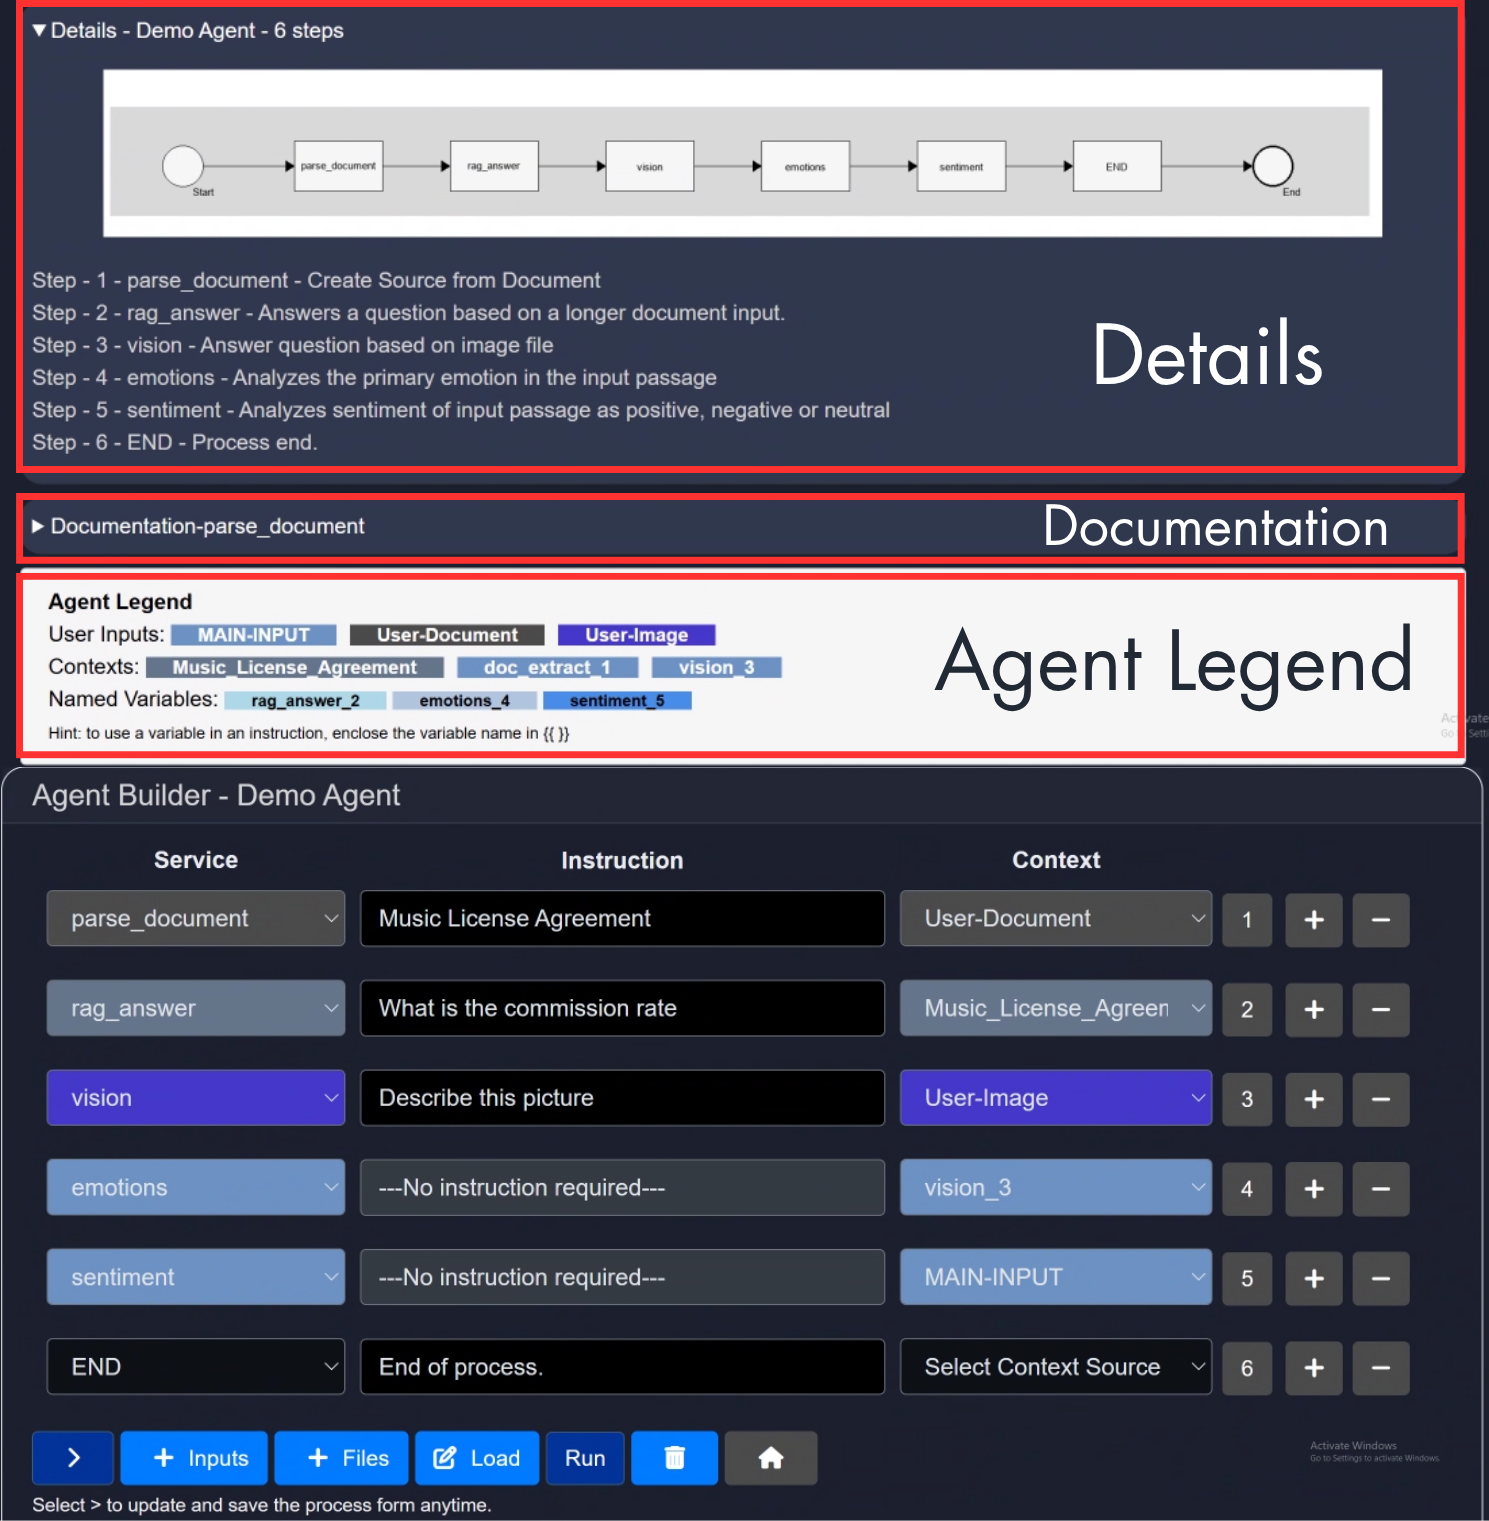 ▼ Details - Demo Agent - 6 steps
Start
parse_document
rag_answer
vision
emotions
sentiment
END
End
Step - 1 - parse_document - Create Source from Document
Step - 2 - rag_answer - Answers a question based on a longer document input.
Step - 3 - vision - Answer question based on image file
Step - 4 - emotions - Analyzes the primary emotion in the input passage
Step - 5 - sentiment - Analyzes sentiment of input passage as positive, negative or neutral
Step - 6 - END - Process end.
Details
▶ Documentation-parse_document
Documentation
Agent Legend
User Inputs: MAIN-INPUT User-Document User-Image
Contexts: Music_License_Agreement doc_extract_1 vision_3
Named Variables: rag_answer_2 emotions_4 sentiment_5
Hint: to use a variable in an instruction, enclose the variable name in {{ }}
Agent Legend
Agent Builder - Demo Agent
Service Instruction Context
parse_document Music License Agreement User-Document 1 + −
rag_answer What is the commission rate Music_License_Agreen 2 + −
vision Describe this picture User-Image 3 + −
emotions ---No instruction required--- vision_3 4 + −
sentiment ---No instruction required--- MAIN-INPUT 5 + −
END End of process. Select Context Source 6 + −
> + Inputs + Files Load Run
Select > to update and save the process form anytime.
Activate Windows
Go to Settings to activate Windows.